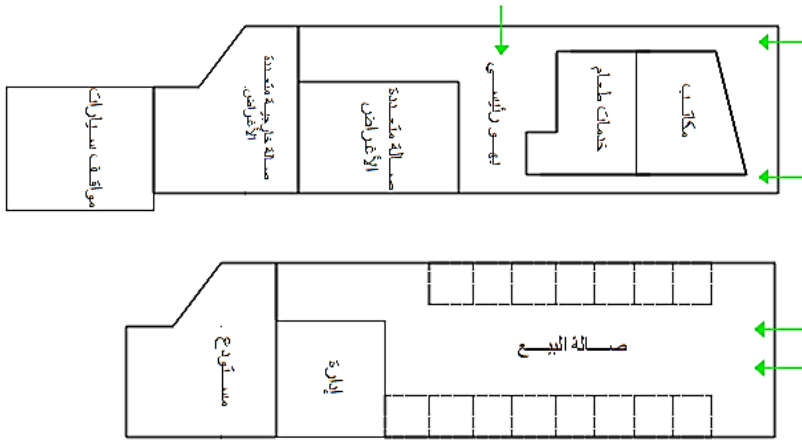 مكاتب
خدمات طعام
بهو رئيسي
صالة متعددة
الأغراض
صالة خارجية متعددة
الأغراض.
مواقف سيارات
صالة البيع
إدارة
مستودع.